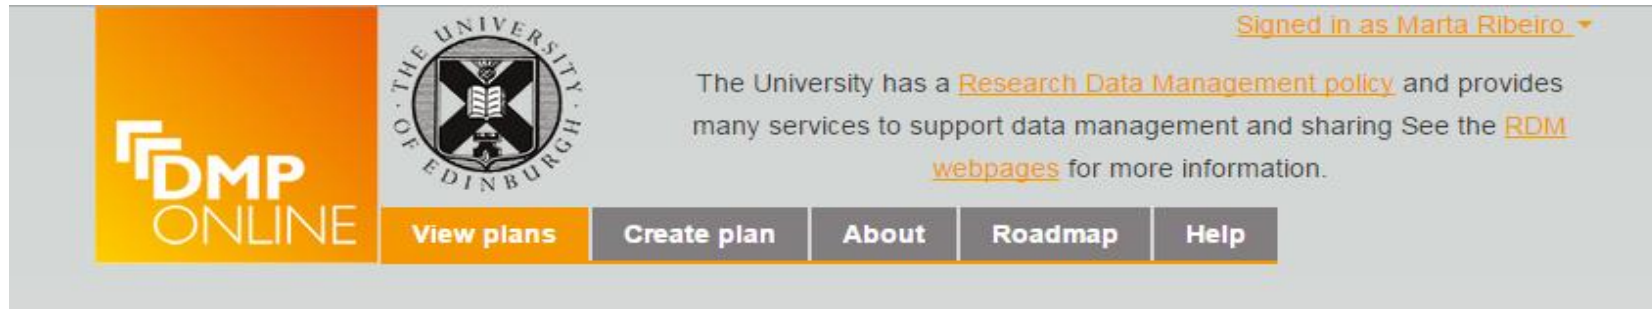 Signed in as Marta Ribeiro
THE UNIVERSITY OF EDINBURGH
The University has a Research Data Management policy and provides
many services to support data management and sharing See the RDM
webpages for more information.
DMP
ONLINE
View plans
Create plan
About
Roadmap
Help